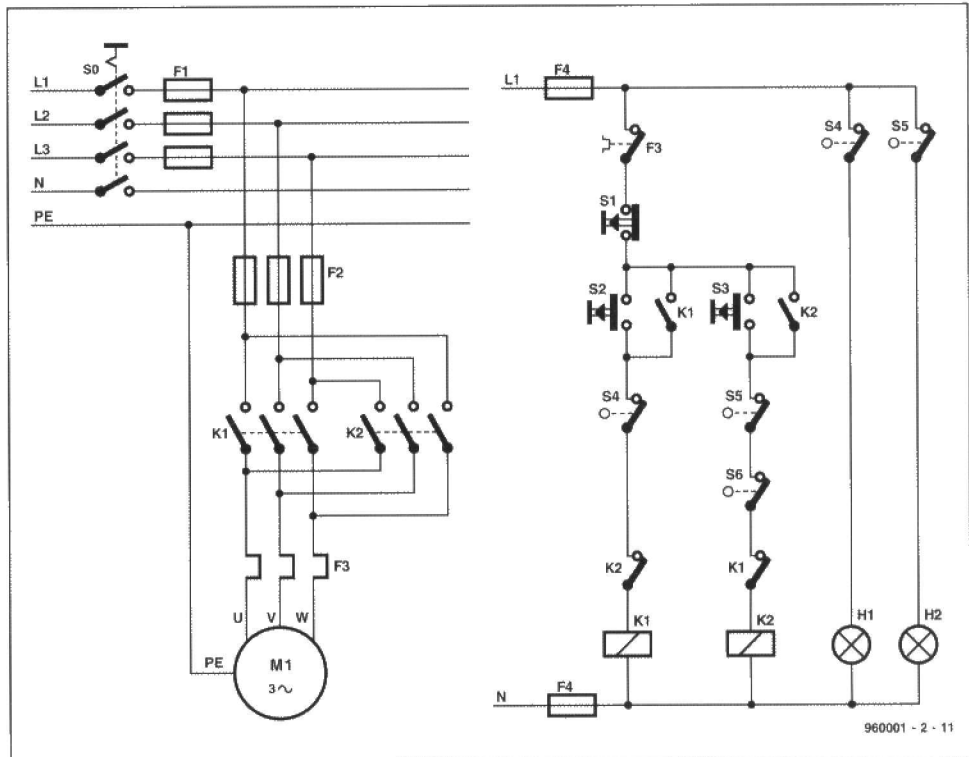 S0
F1
L1
L2
L3
N
PE
F2
K1
K2
F3
U V W
PE
M1
3~
L1
F4
F3
S4
S5
S1
S2
K1
S3
K2
S4
S5
S6
K2
K1
K1
K2
H1
H2
N
F4
960001 - 2 - 11